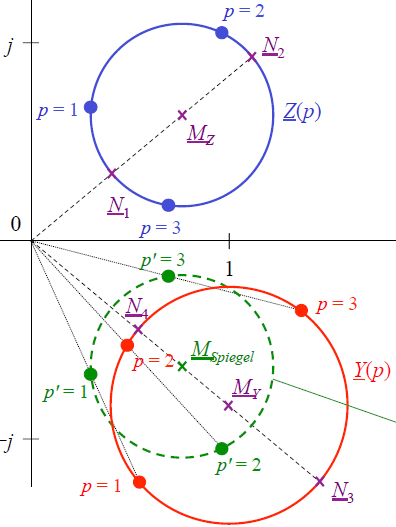 p = 2
j
N2
p = 1
Z(p)
MZ
N1
p = 3
0
1
p' = 3
N4
p = 3
p = 2
MSpiegel
Y(p)
MY
p' = 1
-j
p' = 2
p = 1
N3